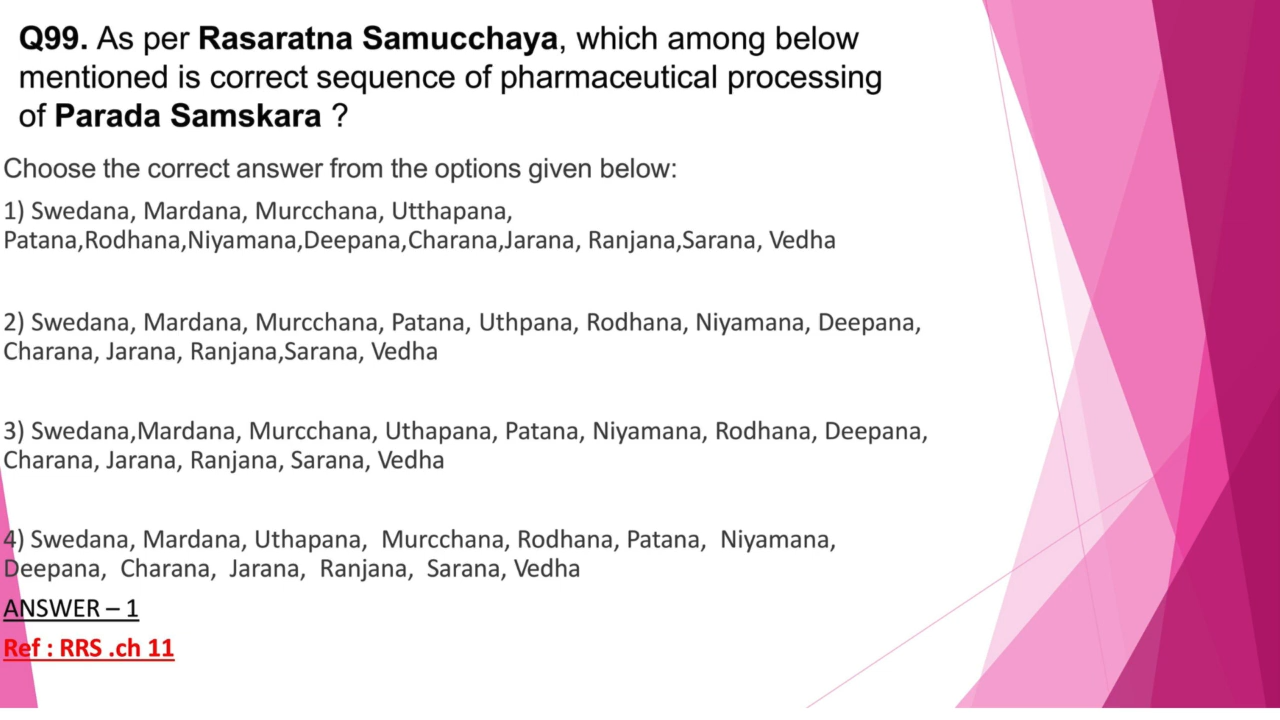 Q99. As per Rasaratna Samucchaya, which among below
mentioned is correct sequence of pharmaceutical processing
of Parada Samskara ?
Choose the correct answer from the options given below:
1) Swedana, Mardana, Murcchana, Utthapana,
Patana,Rodhana,Niyamana,Deepana,Charana,Jarana, Ranjana,Sarana, Vedha
2) Swedana, Mardana, Murcchana, Patana, Uthpana, Rodhana, Niyamana, Deepana,
Charana, Jarana, Ranjana,Sarana, Vedha
3) Swedana,Mardana, Murcchana, Uthapana, Patana, Niyamana, Rodhana, Deepana,
Charana, Jarana, Ranjana, Sarana, Vedha
4) Swedana, Mardana, Uthapana, Murcchana, Rodhana, Patana, Niyamana,
Deepana, Charana, Jarana, Ranjana, Sarana, Vedha
ANSWER – 1
Ref : RRS .ch 11